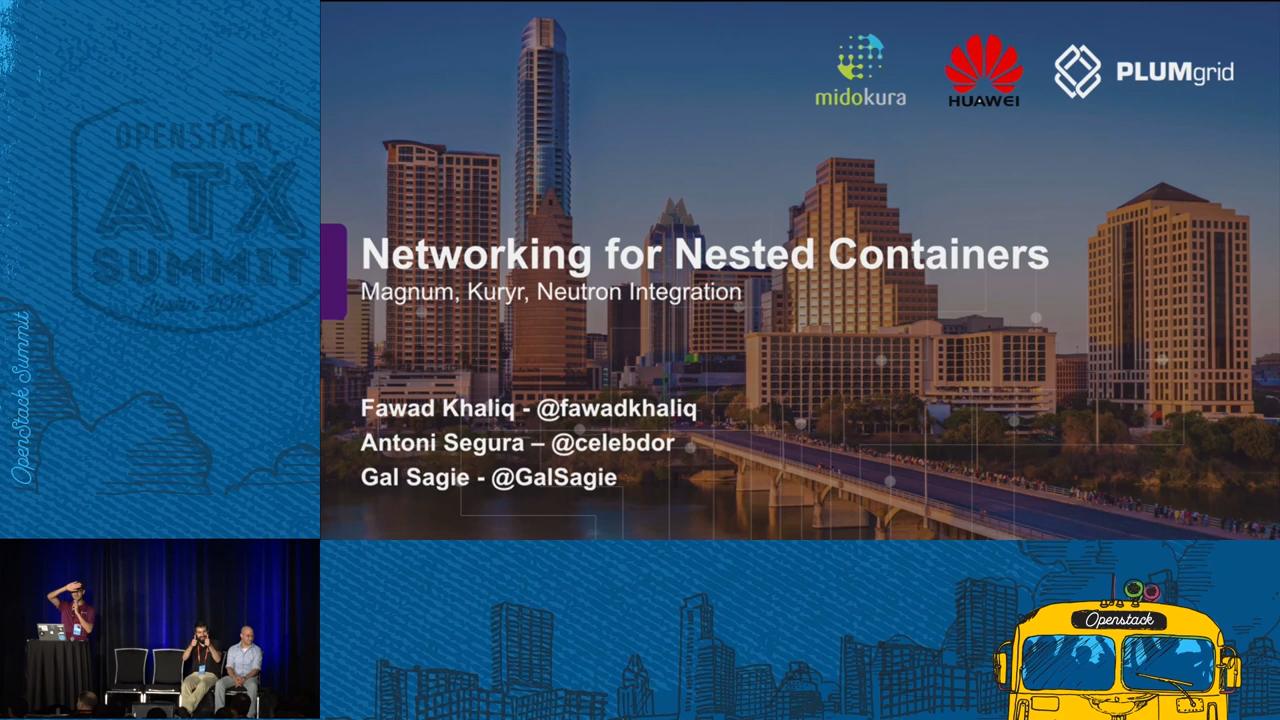 OPENSTACK
ATX
SUMMIT
OpenStack Summit
midokura
HUAWEI
PLUMgrid
Networking for Nested Containers
Magnum, Kuryr, Neutron Integration
Fawad Khaliq - @fawadkhaliq
Antoni Segura – @celebdor
Gal Sagie - @GalSagie
Openstack